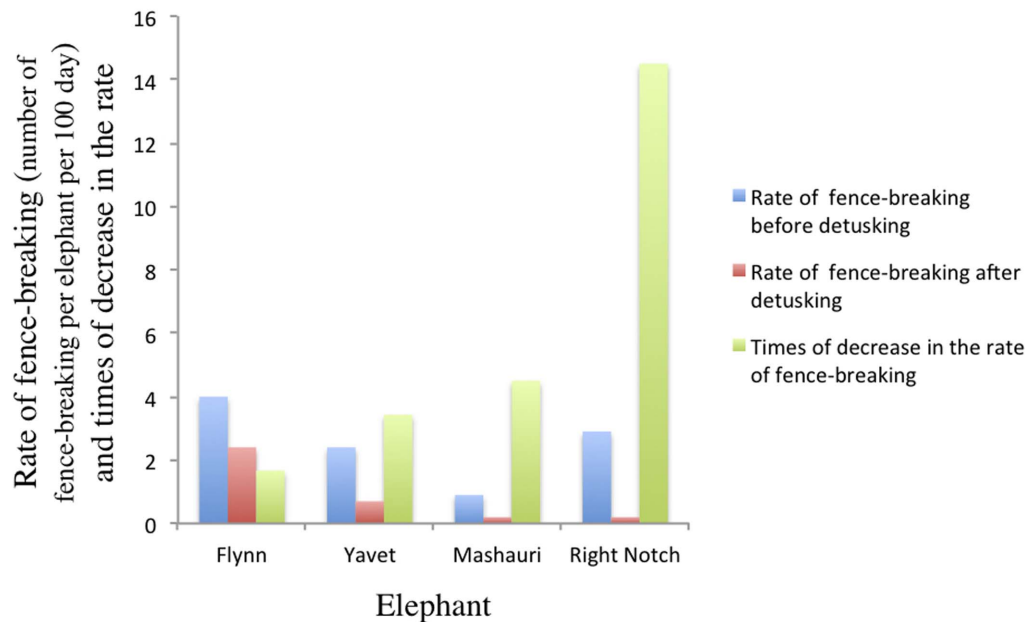 Rate of fence-breaking (number of
fence-breaking per elephant per 100 day)
and times of decrease in the rate
16
14
12
10
8
6
4
2
0
Flynn
Yavet
Mashauri
Right Notch
Elephant
Rate of fence-breaking
before detusking
Rate of fence-breaking after
detusking
Times of decrease in the rate
of fence-breaking